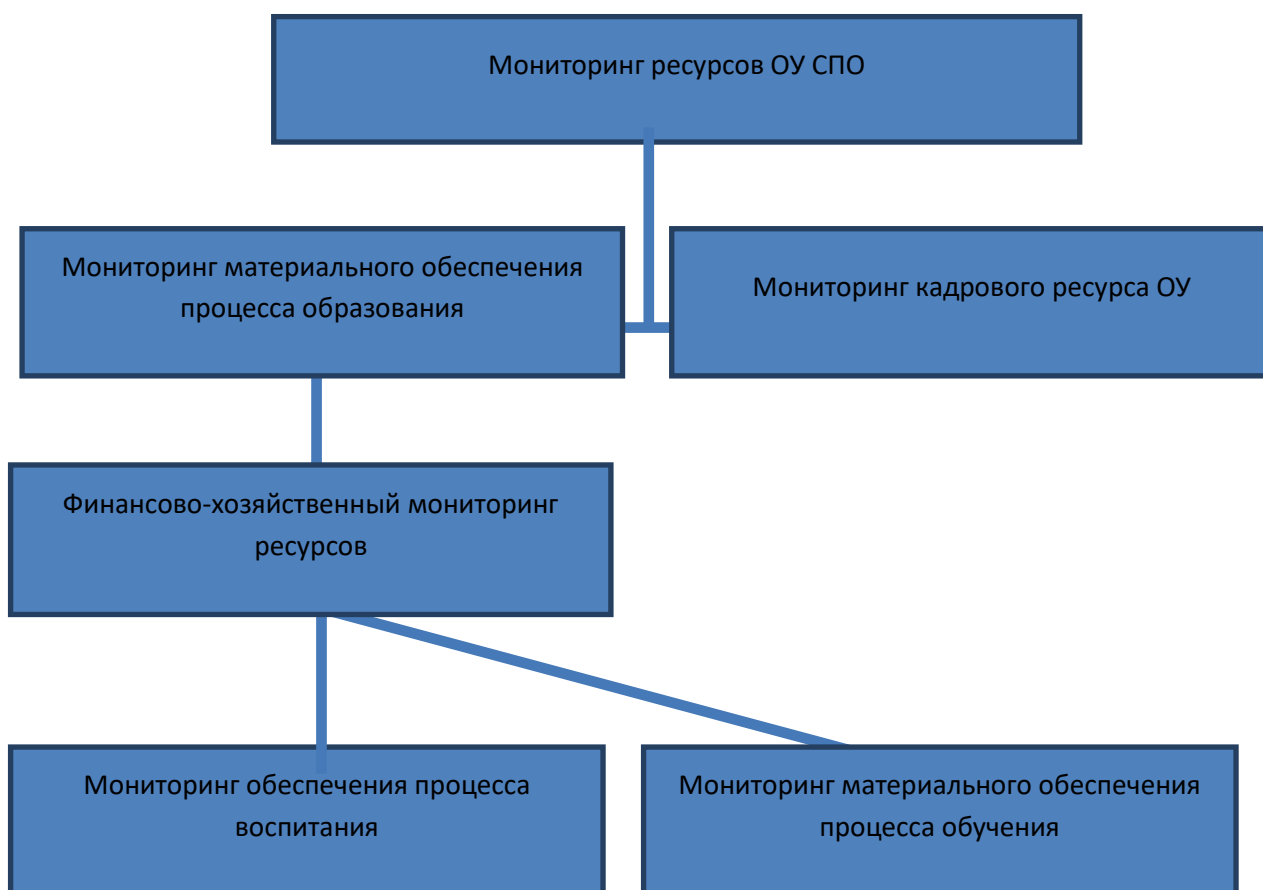 Мониторинг ресурсов ОУ СПО
Мониторинг материального обеспечения
процесса образования
Мониторинг кадрового ресурса ОУ
Финансово-хозяйственный мониторинг
ресурсов
Мониторинг обеспечения процесса
воспитания
Мониторинг материального обеспечения
процесса обучения